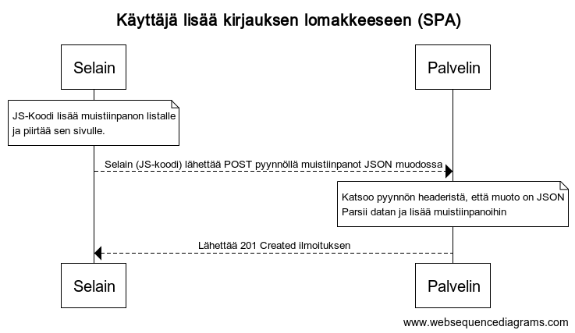 Käyttäjä lisää kirjauksen lomakkeeseen (SPA)
Selain
Palvelin
JS-Koodi lisää muistiinpanon listalle
ja piirtää sen sivulle.
Selain (JS-koodi) lähettää POST pyynnöllä muistiinpanot JSON muodossa
Katsoo pyynnön headeristä, että muoto on JSON
Parsii datan ja lisää muistiinpanoihin
Lähettää 201 Created ilmoituksen
Selain
Palvelin
www.websequencediagrams.com